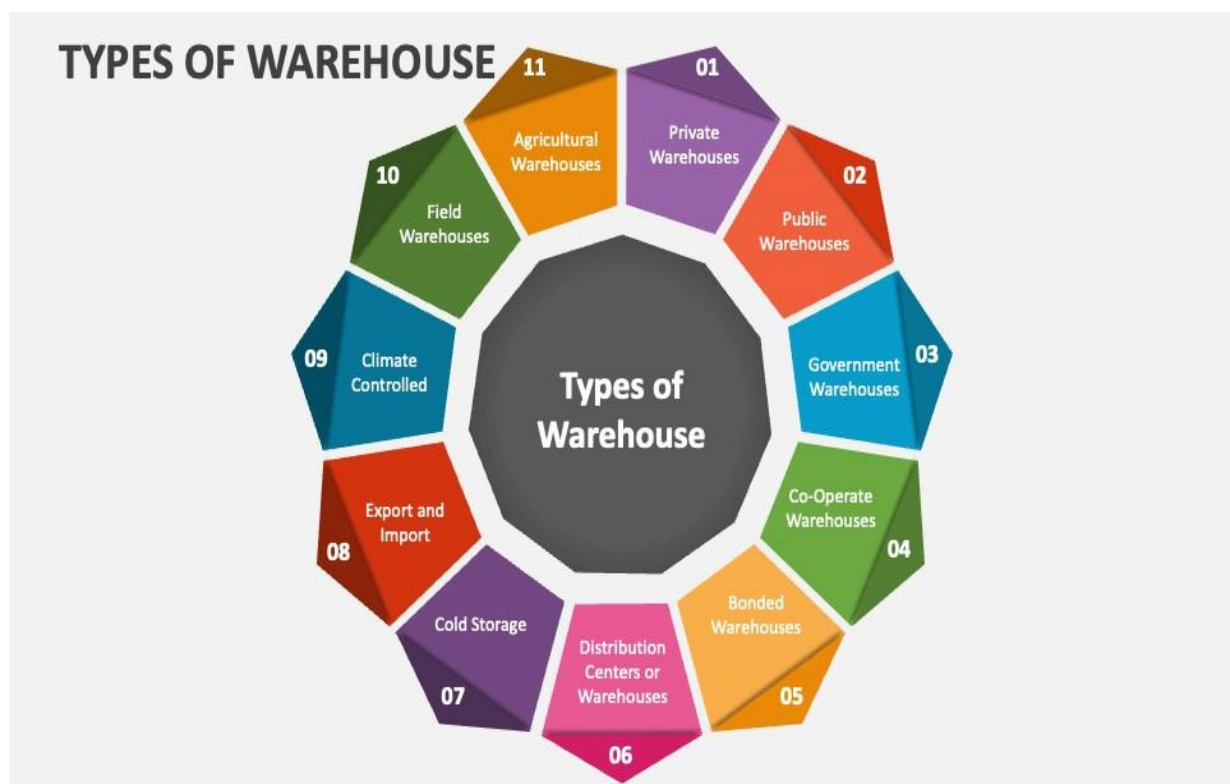 TYPES OF WAREHOUSE
01
Private
Warehouses
02
Public
Warehouses
03
Government
Warehouses
04
Co-Operate
Warehouses
05
Bonded
Warehouses
06
Distribution
Centers or
Warehouses
07
Cold Storage
08
Export and
Import
09
Climate
Controlled
10
Field
Warehouses
11
Agricultural
Warehouses
Types of
Warehouse